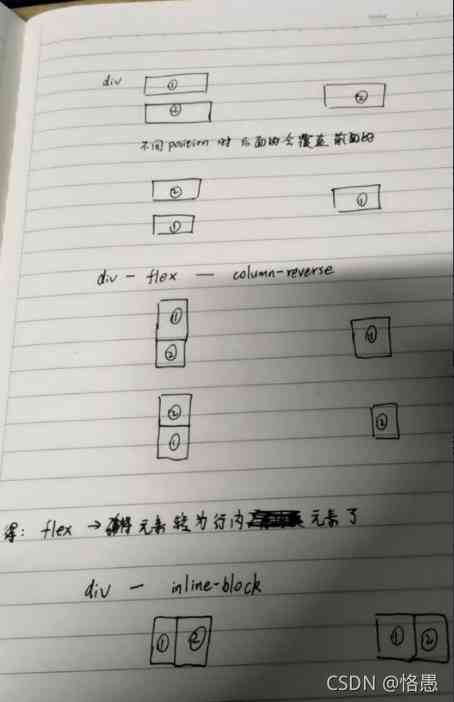 div ① ②
②
不同position时后面的会覆盖前面的
② ①
①
div - flex — column-reverse
① ①
②
② ②
①
得: flex → 元素转为行内 元素了
div - inline-block
① ② ① ②
CSDN @恪愚